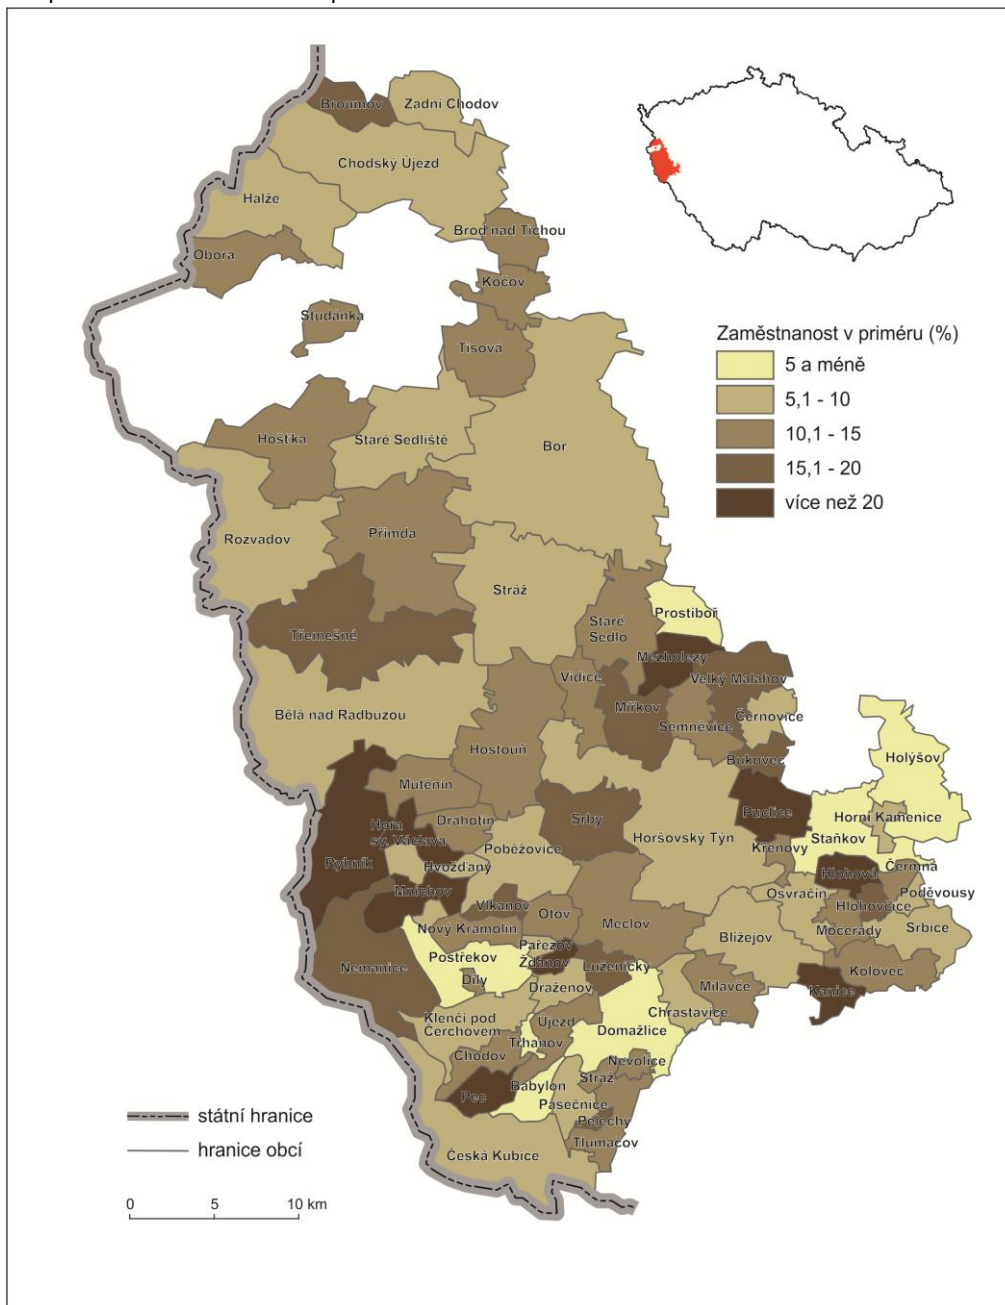 Broumov
Zadní Chodov
Chodský Újezd
Halže
Brod nad Tichou
Obora
Kočov
Studánka
Tisová
Zaměstnanost v priméru (%)
5 a méně
5,1 - 10
10,1 - 15
15,1 - 20
více než 20
Hošťka
Staré Sedliště
Bor
Rozvadov
Přimda
Stráž
Prostiboř
Staré
Sedlo
Třemešné
Mezholezy
Vidice
Velký Malahov
Bělá nad Radbuzou
Mířkov
Semněvice
Černovice
Hostouň
Bukovec
Holýšov
Mutěnín
Puclice
Horní Kamenice
Drahotín
Srby
Hora
sv. Václava
Poběžovice
Horšovský Týn
Staňkov
Křenovy
Rybník
Hvožďany
Hlohová
Čermná
Mnichov
Osvračín
Poděvousy
Vlkanov
Otov
Hlohovčice
Nový Kramolín
Meclov
Močerady
Srbice
Pařezov
Blížejov
Postřekov
Ždánov
Nemanice
Luženičky
Koloveč
Díly
Draženov
Milavče
Kanice
Klenčí pod
Čerchovem
Újezd
Chrastavice
Trhanov
Domažlice
Chodov
Nevolice
Babylon
Stráž
Pec
Pasečnice
státní hranice
Pelechy
Tlumačov
hranice obcí
Česká Kubice
0 5 10 km